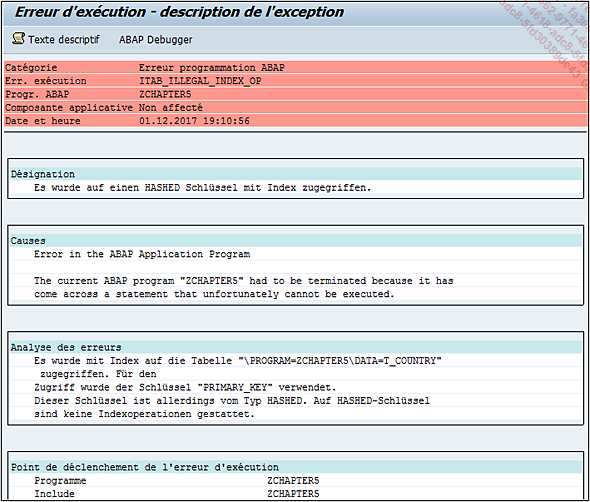 Erreur d'exécution - description de l'exception
Texte descriptif ABAP Debugger
Catégorie Erreur programmation ABAP
Err. exécution ITAB_ILLEGAL_INDEX_OP
Progr. ABAP ZCHAPTER5
Composante applicative Non affecté
Date et heure 01.12.2017 19:10:56
Désignation
Es wurde auf einen HASHED Schlüssel mit Index zugegriffen.
Causes
Error in the ABAP Application Program
The current ABAP program "ZCHAPTER5" had to be terminated because it has
come across a statement that unfortunately cannot be executed.
Analyse des erreurs
Es wurde mit Index auf die Tabelle "\PROGRAM=ZCHAPTER5\DATA=T_COUNTRY"
zugegriffen. Für den
Zugriff wurde der Schlüssel "PRIMARY_KEY" verwendet.
Dieser Schlüssel ist allerdings vom Typ HASHED. Auf HASHED-Schlüssel
sind keine Indexoperationen gestattet.
Point de déclenchement de l'erreur d'exécution
Programme ZCHAPTER5
Include ZCHAPTER5